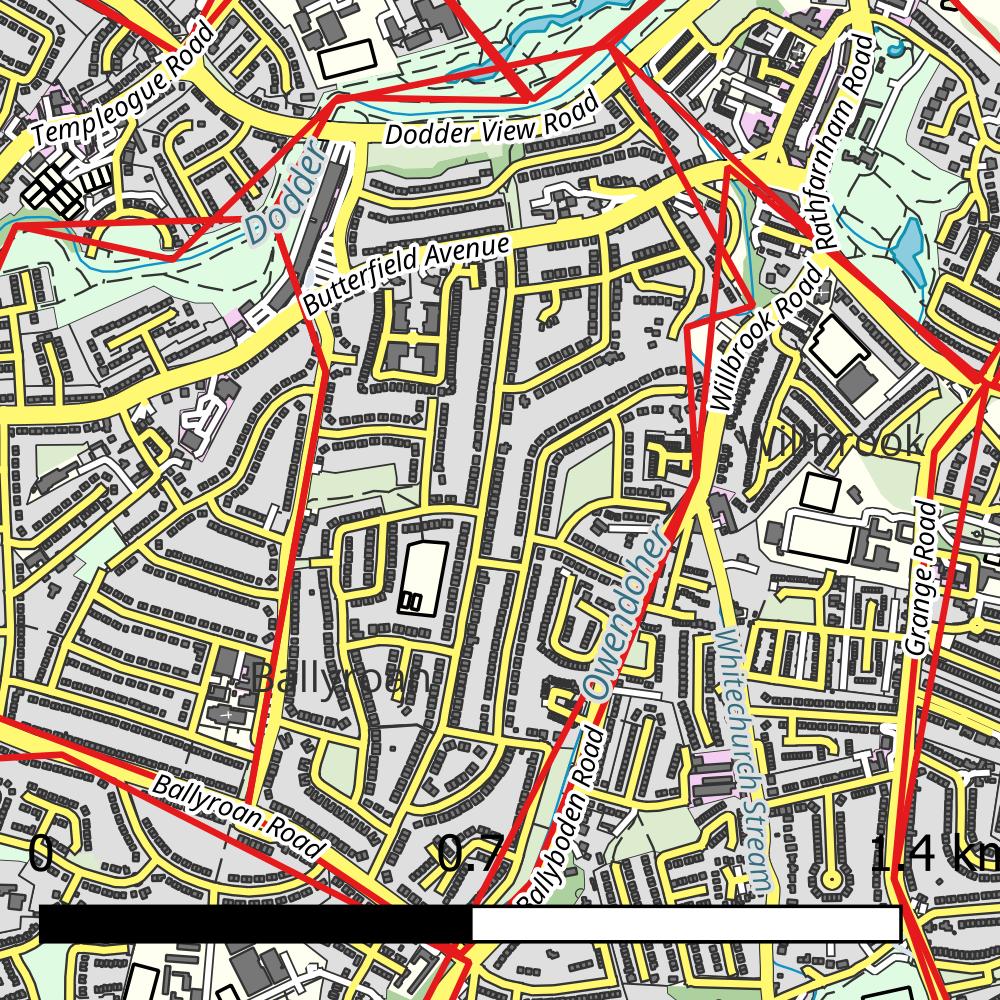 Templeogue Road
Dodder View Road
Rathfarnham Road
Dodder
Butterfield Avenue
Willbrook Road
Willbrook
Grange Road
Owendoher
Whitechurch Stream
Ballyroan
Ballyroan Road
Ballyboden Road
0 0.7 1.4 km